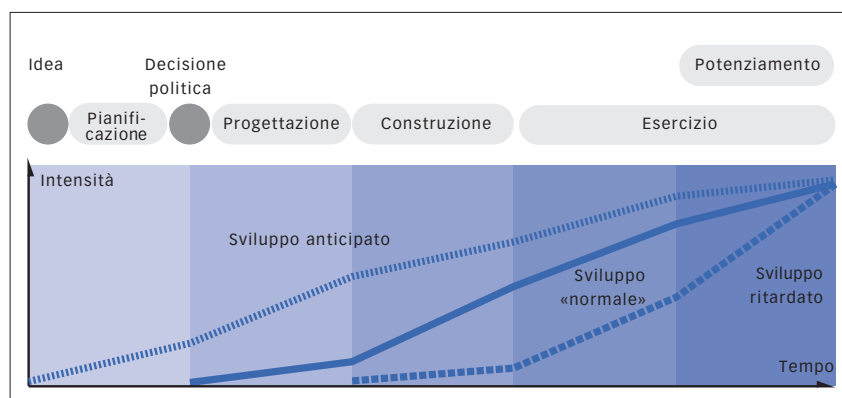 Idea
Decisione
politica
Potenziamento
Pianifi-
cazione
Progettazione
Construzione
Esercizio
Intensità
Sviluppo anticipato
Sviluppo
«normale»
Sviluppo
ritardato
Tempo